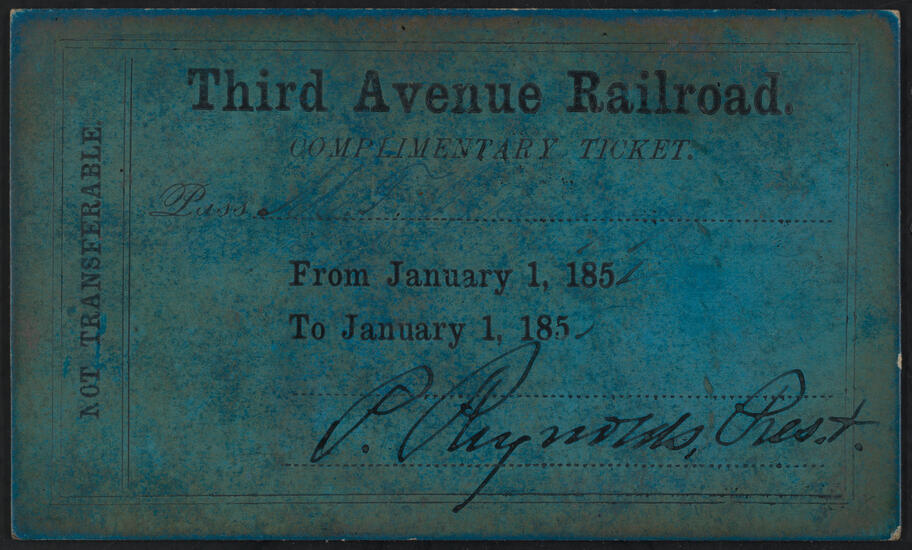 Third Avenue Railroad.
COMPLIMENTARY TICKET.
Pass
From January 1, 185
To January 1, 185
P. Reynolds, Prest.
NOT TRANSFERABLE.